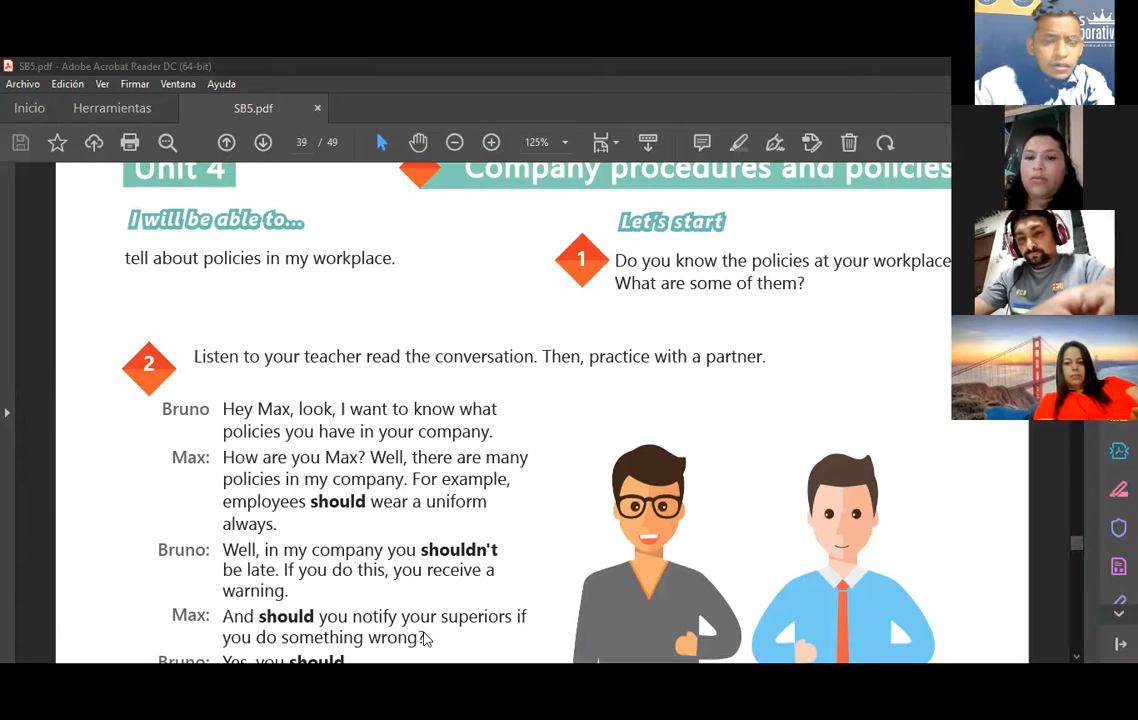 SB5.pdf - Adobe Acrobat Reader DC (64-bit)
Archivo Edición Ver Firmar Ventana Ayuda
Inicio Herramientas SB5.pdf ×
39 / 49 125%
Unit 4 Company procedures and policies
I will be able to... Let's start
tell about policies in my workplace.
1 Do you know the policies at your workplace
What are some of them?
2 Listen to your teacher read the conversation. Then, practice with a partner.
Bruno Hey Max, look, I want to know what
policies you have in your company.
Max: How are you Max? Well, there are many
policies in my company. For example,
employees should wear a uniform
always.
Bruno: Well, in my company you shouldn't
be late. If you do this, you receive a
warning.
Max: And should you notify your superiors if
you do something wrong?
Bruno: Yes, you should